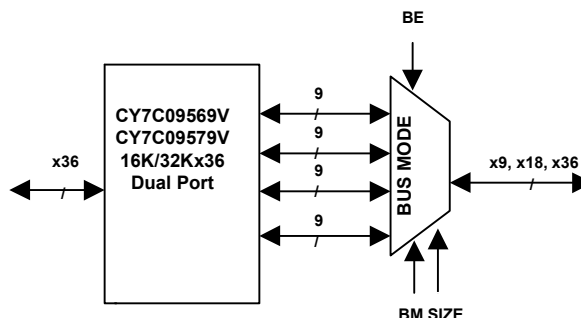 BE
CY7C09569V
CY7C09579V
16K/32Kx36
Dual Port
x36
9
9
9
9
BUS MODE
x9, x18, x36
BM SIZE